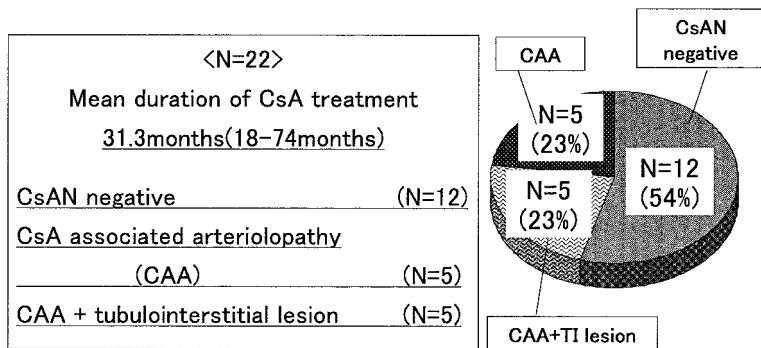 <N=22>
Mean duration of CsA treatment
31.3months(18-74months)
CsAN negative (N=12)
CsA associated arteriolopathy
(CAA) (N=5)
CAA + tubulointerstitial lesion (N=5)
CsAN
negative
CAA
N=5
(23%)
N=12
(54%)
N=5
(23%)
CAA+TI lesion